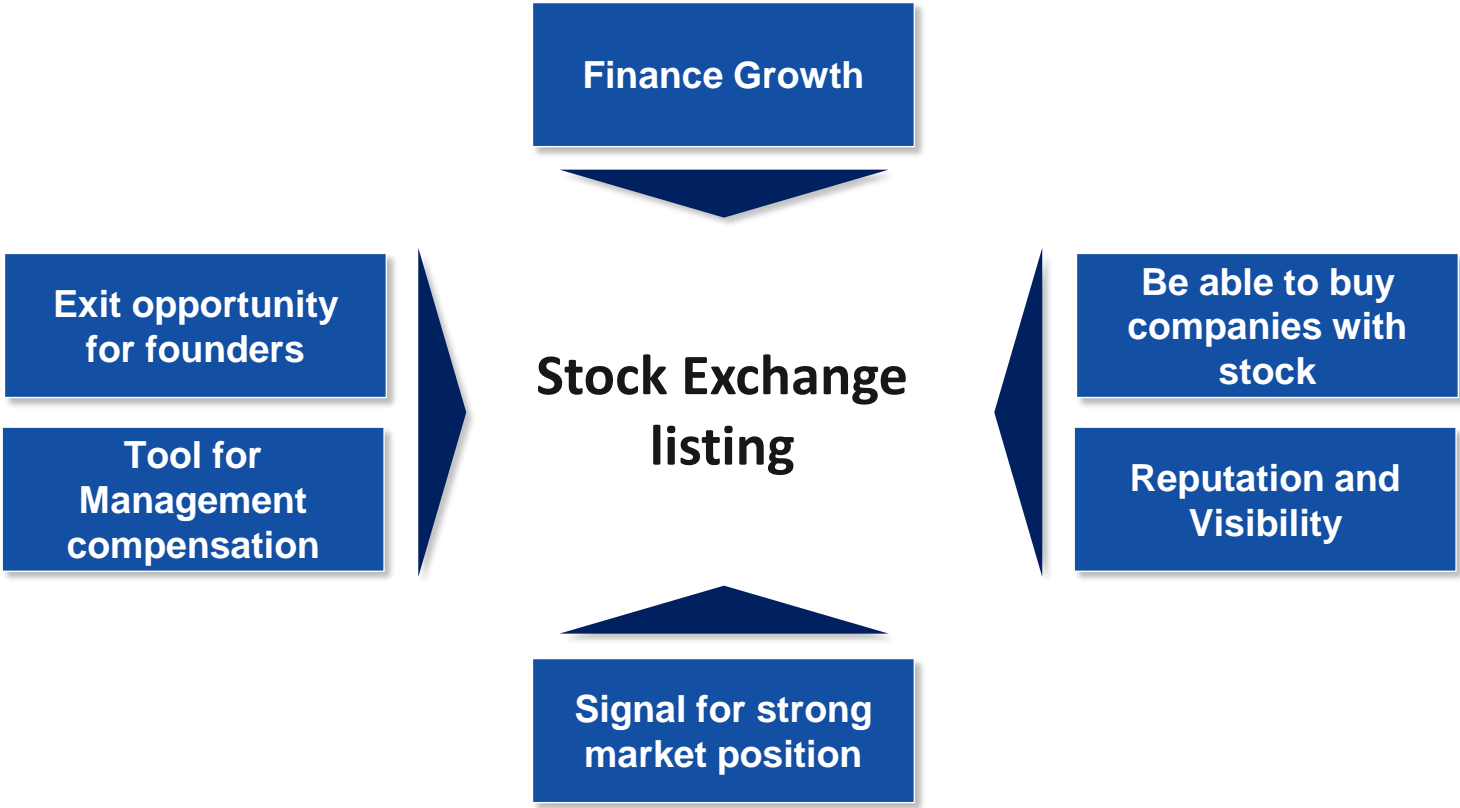 Finance Growth
Exit opportunity
for founders
Tool for
Management
compensation
Stock Exchange
listing
Be able to buy
companies with
stock
Reputation and
Visibility
Signal for strong
market position